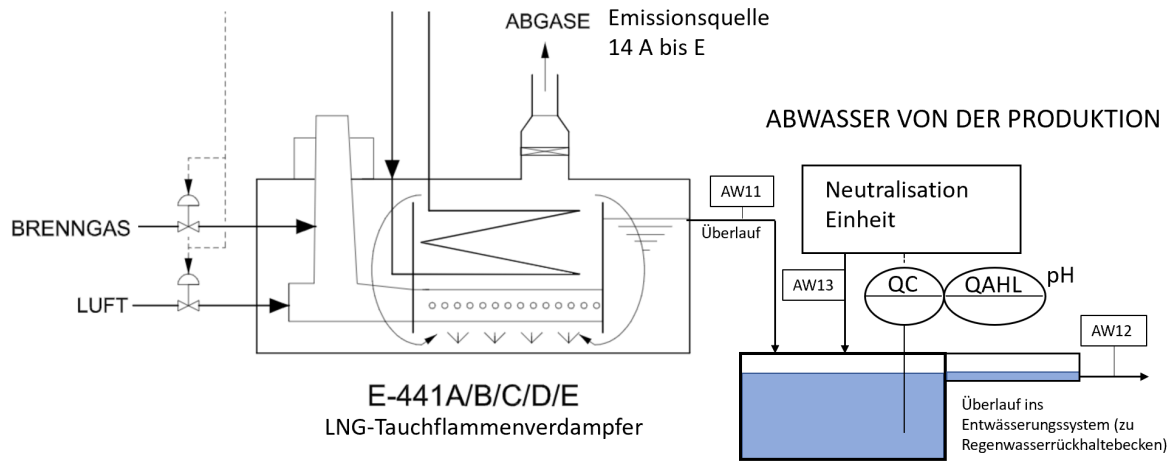 ABGASE
Emissionsquelle
14 A bis E
ABWASSER VON DER PRODUKTION
BRENNGAS
LUFT
AW11
Überlauf
Neutralisation
Einheit
AW13
QC
QAHL
pH
AW12
E-441A/B/C/D/E
LNG-Tauchflammenverdampfer
Überlauf ins
Entwässerungssystem (zu
Regenwasserrückhaltebecken)